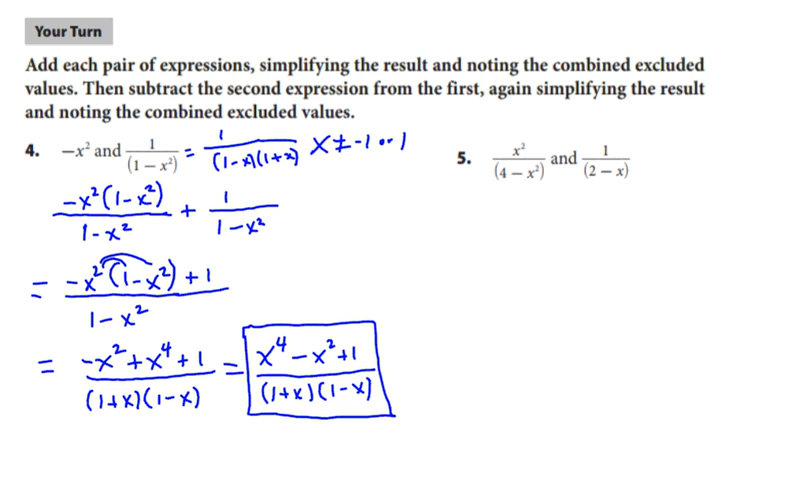 Your Turn
Add each pair of expressions, simplifying the result and noting the combined excluded
values. Then subtract the second expression from the first, again simplifying the result
and noting the combined excluded values.
4. −x² and 1/(1 − x²) = 1/((1-x)(1+x)) x ≠ -1 or 1
-x²(1-x²)/(1-x²) + 1/(1-x²)
= (-x²(1-x²)+1)/(1-x²)
= (-x²+x⁴+1)/((1+x)(1-x)) = (x⁴-x²+1)/((1+x)(1-x))
5. x²/(4 − x²) and 1/(2 − x)